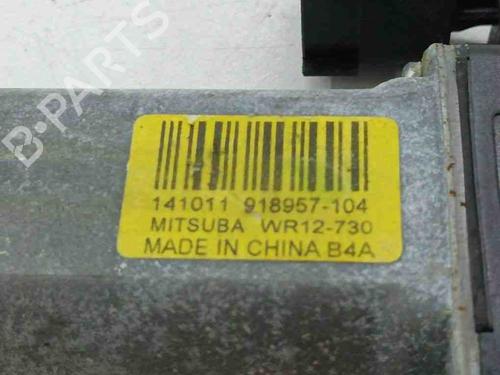 B-PARTS
141011 918957-104
MITSUBA WR12-730
MADE IN CHINA B4A